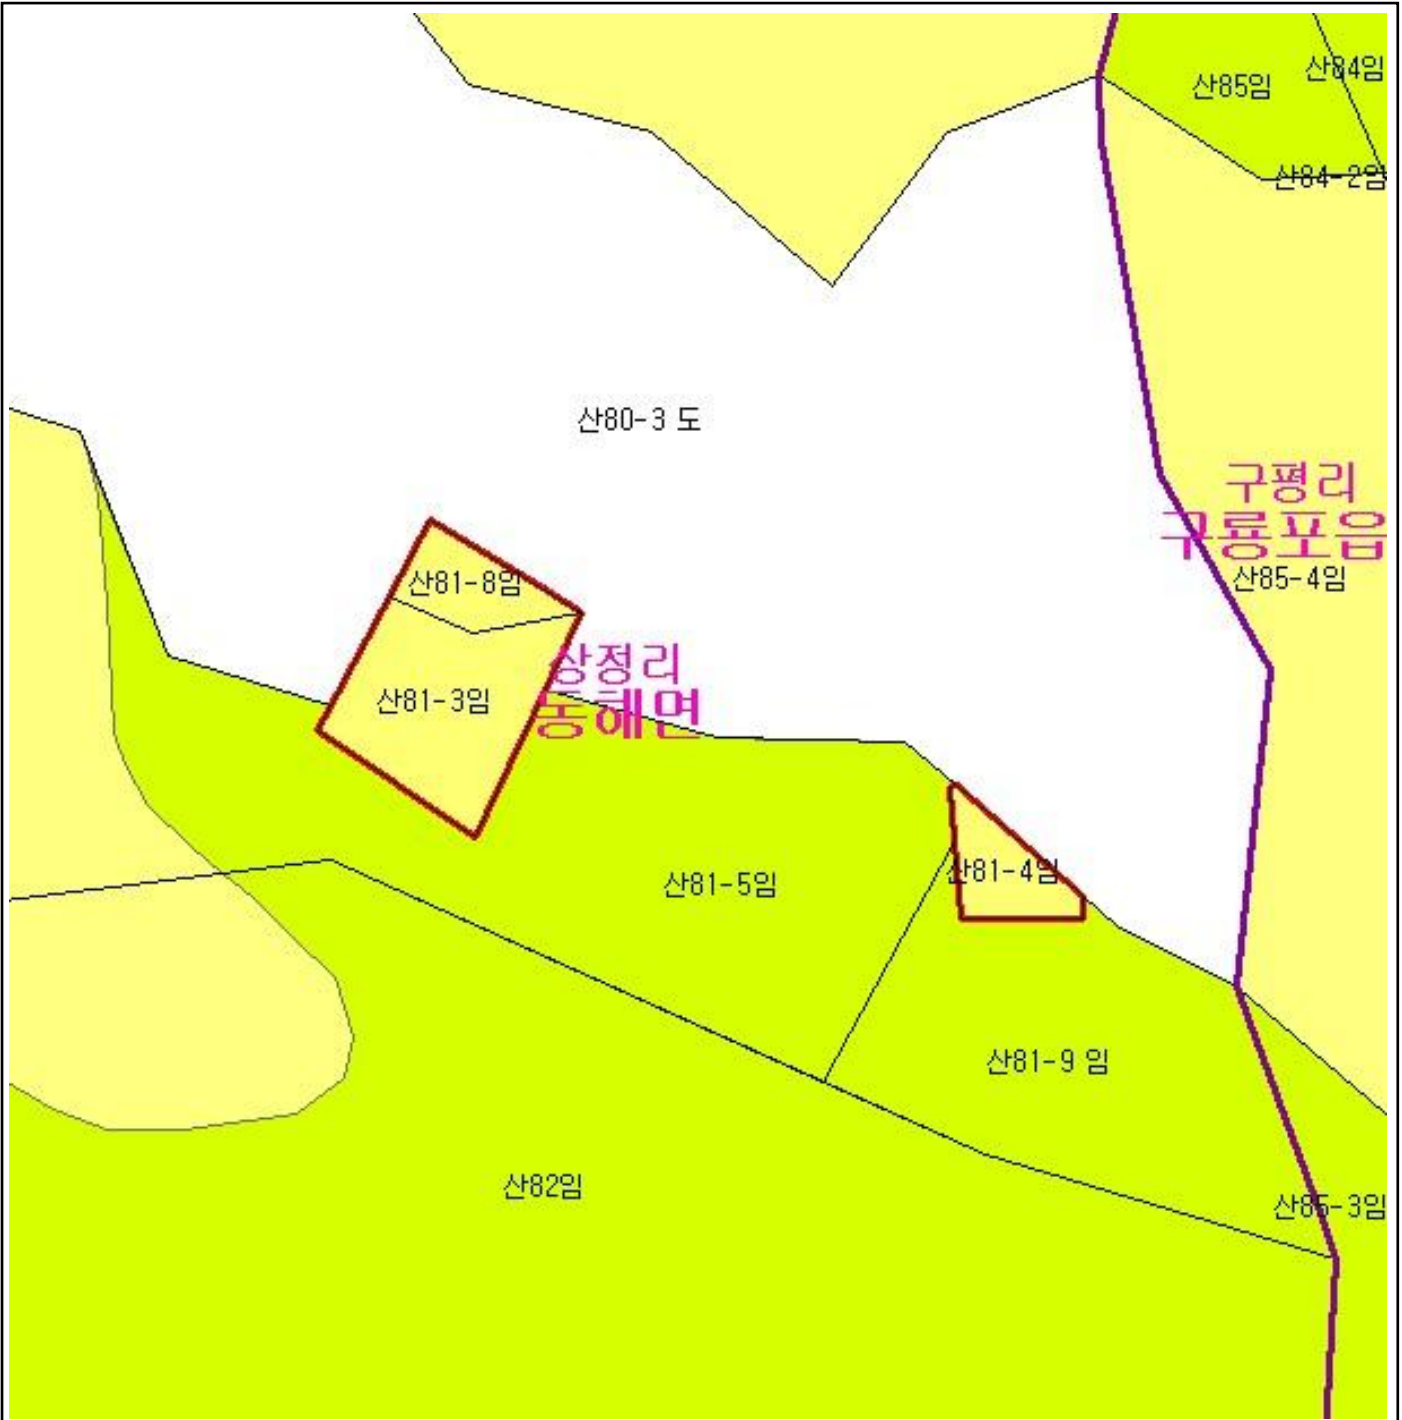 산84임
산85임
산84-2임
산80-3 도
구평리
구룡포읍
산85-4임
산81-8임
상정리
산81-3임
동해면
산81-4임
산81-5임
산81-9 임
산82임
산85-3임